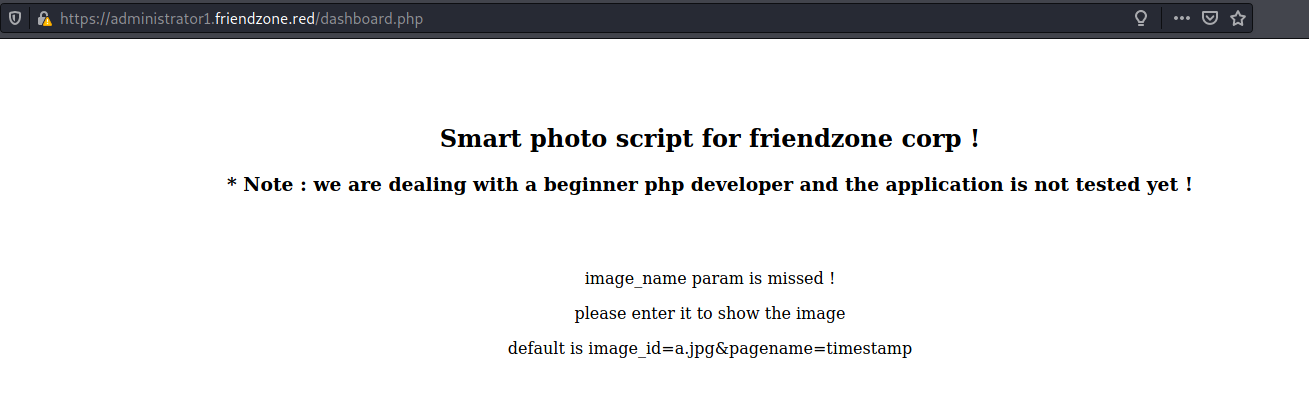 https://administrator1.friendzone.red/dashboard.php
Smart photo script for friendzone corp !
* Note : we are dealing with a beginner php developer and the application is not tested yet !
image_name param is missed !
please enter it to show the image
default is image_id=a.jpg&pagename=timestamp